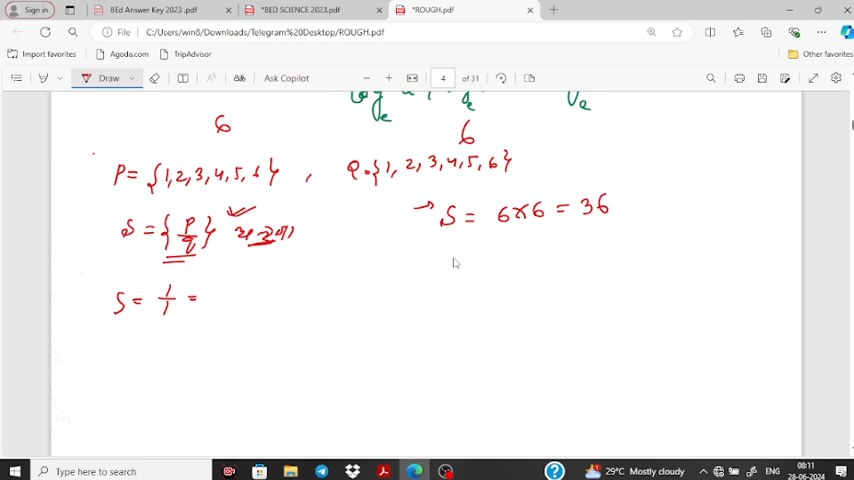 Sign in
BEd Answer Key 2023 .pdf
*BED SCIENCE 2023.pdf
*ROUGH.pdf
File
C:/Users/win8/Downloads/Telegram%20Desktop/ROUGH.pdf
Import favorites
Agoda.com
TripAdvisor
Other favorites
Draw
Ask Copilot
4
of 31
6
6
P = {1,2,3,4,5,6} , Q = {1, 2, 3, 4, 5, 6}
S = {p/q}
→ S = 6×6 = 36
S = 1/1 =
Type here to search
29°C Mostly cloudy
ENG
08:11
28-06-2024